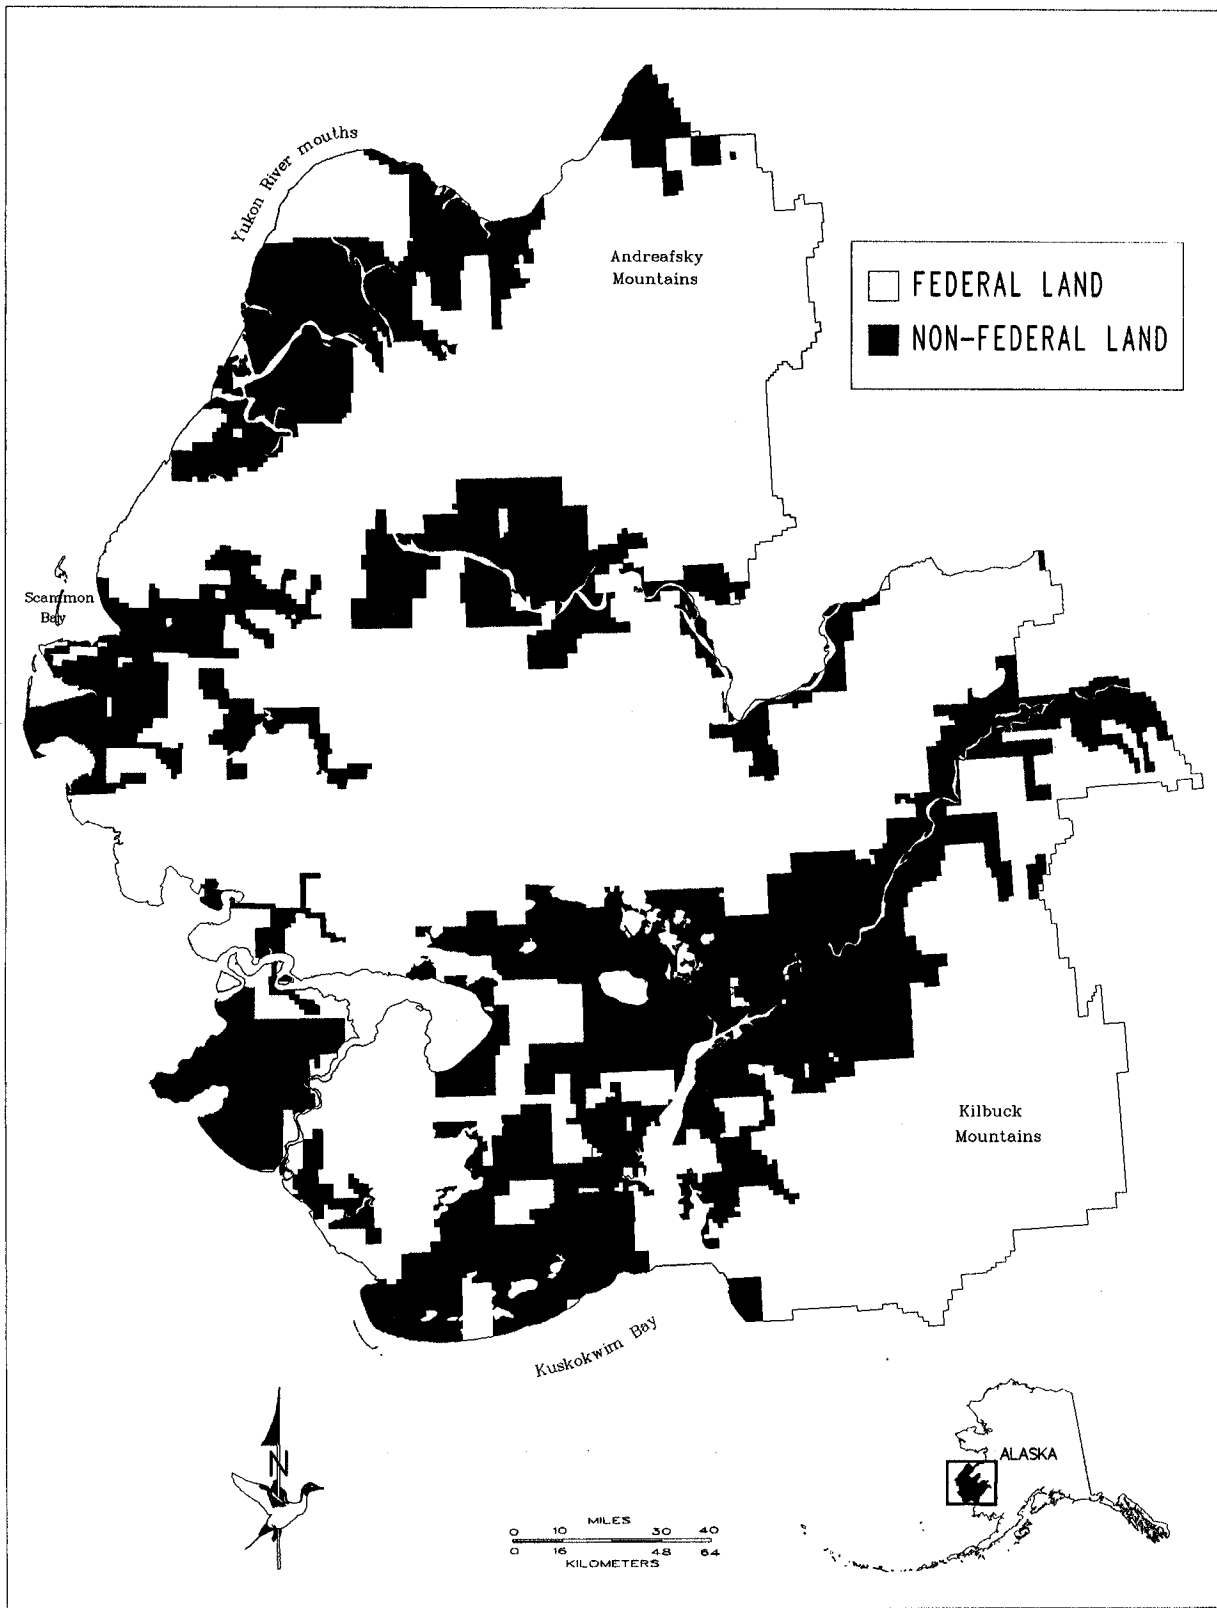 Yukon River mouths
Andreafsky
Mountains
FEDERAL LAND
NON-FEDERAL LAND
Scammon
Bay
Kilbuck
Mountains
Kuskokwim Bay
N
ALASKA
MILES
0 10 30 40
0 16 48 64
KILOMETERS